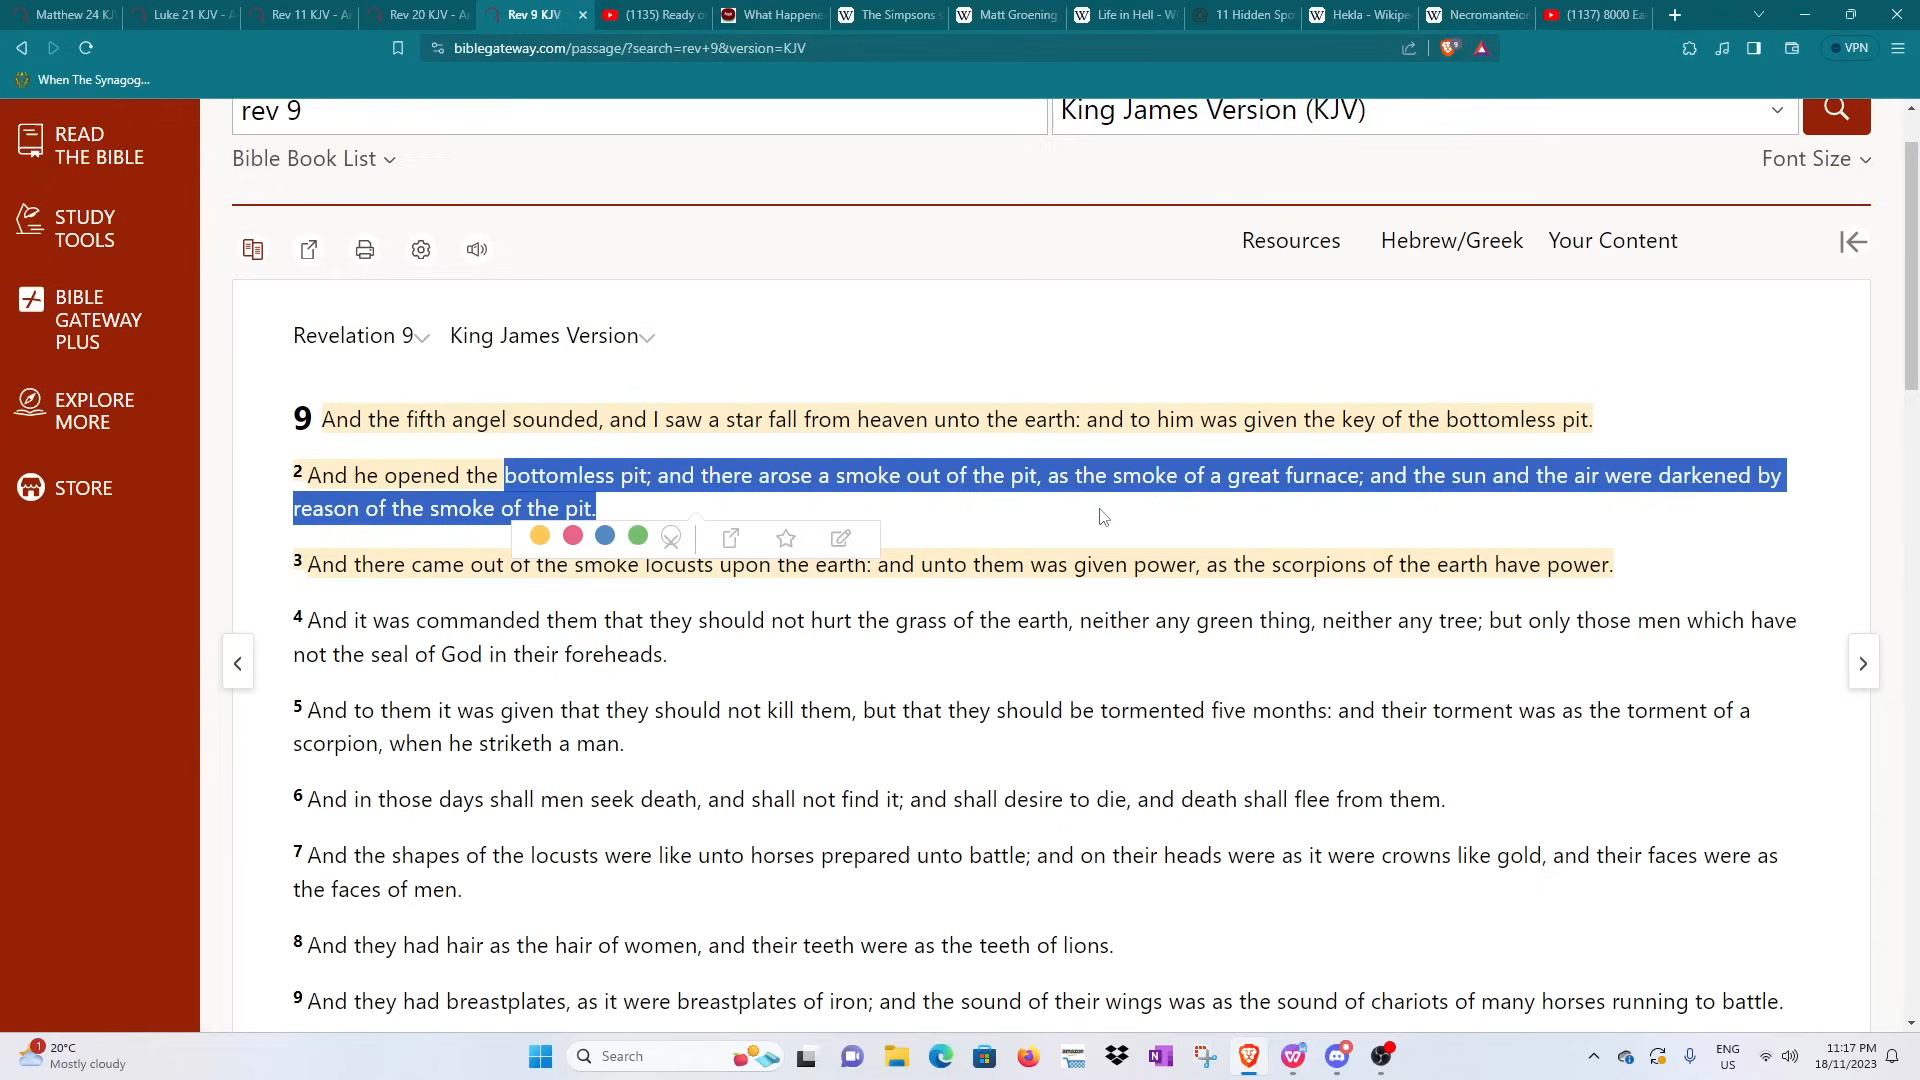 Matthew 24 KJ
Luke 21 KJV - A
Rev 11 KJV - A
Rev 20 KJV - A
Rev 9 KJV
(1135) Ready o
What Happene
The Simpsons s
Matt Groening
Life in Hell - W
11 Hidden Spo
Hekla - Wikipe
Necromanteion
(1137) 8000 Ea
biblegateway.com/passage/?search=rev+9&version=KJV
VPN
When The Synagog...
rev 9
King James Version (KJV)
Bible Book List
Font Size
READ
THE BIBLE
STUDY
TOOLS
BIBLE
GATEWAY
PLUS
EXPLORE
MORE
STORE
Resources
Hebrew/Greek
Your Content
Revelation 9
King James Version
9 And the fifth angel sounded, and I saw a star fall from heaven unto the earth: and to him was given the key of the bottomless pit.
2 And he opened the bottomless pit; and there arose a smoke out of the pit, as the smoke of a great furnace; and the sun and the air were darkened by
reason of the smoke of the pit.
3 And there came out of the smoke locusts upon the earth: and unto them was given power, as the scorpions of the earth have power.
4 And it was commanded them that they should not hurt the grass of the earth, neither any green thing, neither any tree; but only those men which have
not the seal of God in their foreheads.
5 And to them it was given that they should not kill them, but that they should be tormented five months: and their torment was as the torment of a
scorpion, when he striketh a man.
6 And in those days shall men seek death, and shall not find it; and shall desire to die, and death shall flee from them.
7 And the shapes of the locusts were like unto horses prepared unto battle; and on their heads were as it were crowns like gold, and their faces were as
the faces of men.
8 And they had hair as the hair of women, and their teeth were as the teeth of lions.
9 And they had breastplates, as it were breastplates of iron; and the sound of their wings was as the sound of chariots of many horses running to battle.
1
20°C
Mostly cloudy
Search
amazon
ENG
US
11:17 PM
18/11/2023